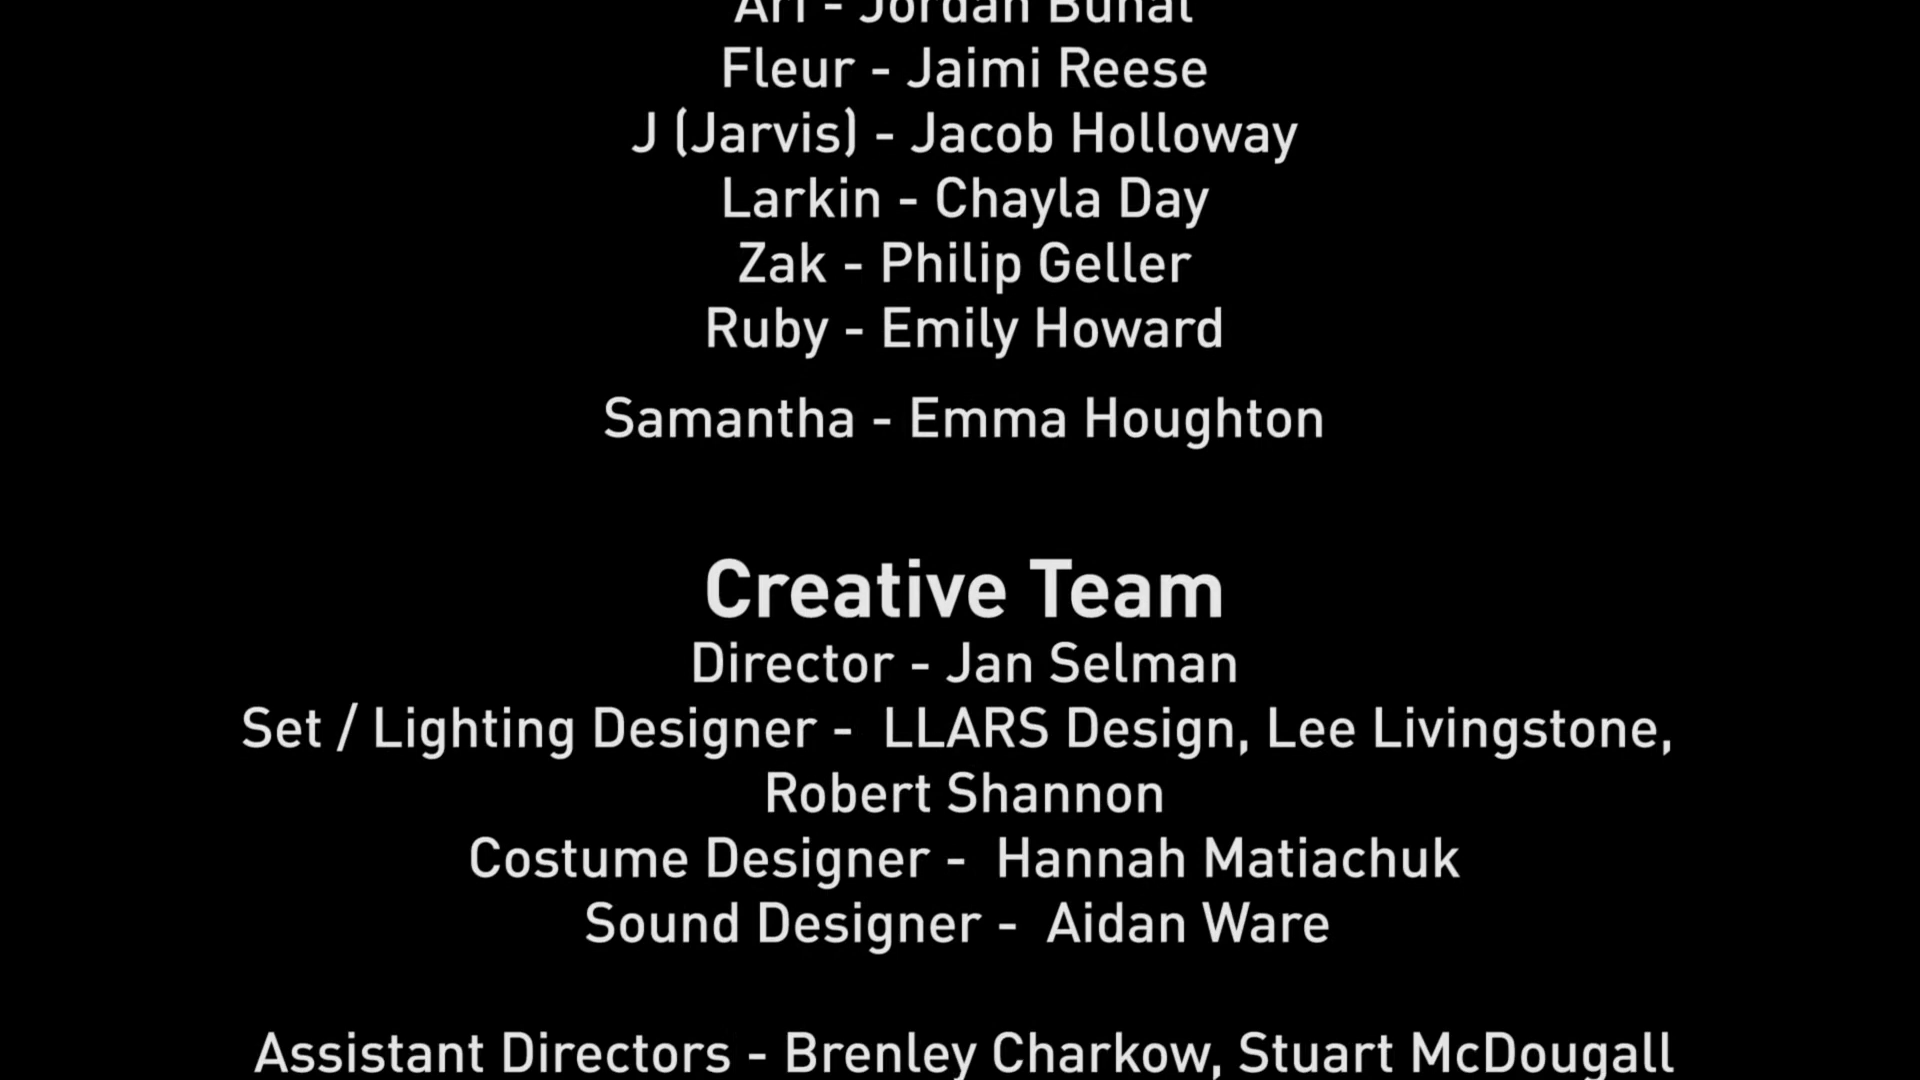 Jordan Buhat
Fleur - Jaimi Reese
J (Jarvis) - Jacob Holloway
Larkin - Chayla Day
Zak - Philip Geller
Ruby - Emily Howard
Samantha - Emma Houghton
Creative Team
Director - Jan Selman
Set / Lighting Designer - LLARS Design, Lee Livingstone,
Robert Shannon
Costume Designer - Hannah Matiachuk
Sound Designer - Aidan Ware
Assistant Directors - Brenley Charkow, Stuart McDougall